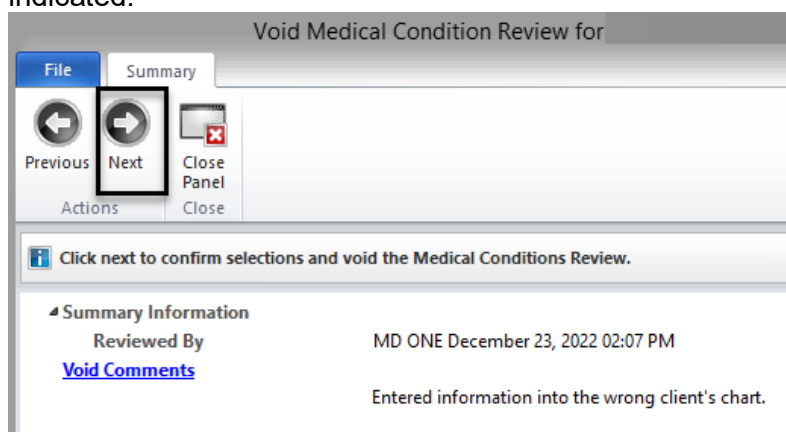 indicated.
Void Medical Condition Review for
File Summary
Previous Next Close Panel
Actions Close
Click next to confirm selections and void the Medical Conditions Review.
Summary Information
Reviewed By MD ONE December 23, 2022 02:07 PM
Void Comments
Entered information into the wrong client's chart.